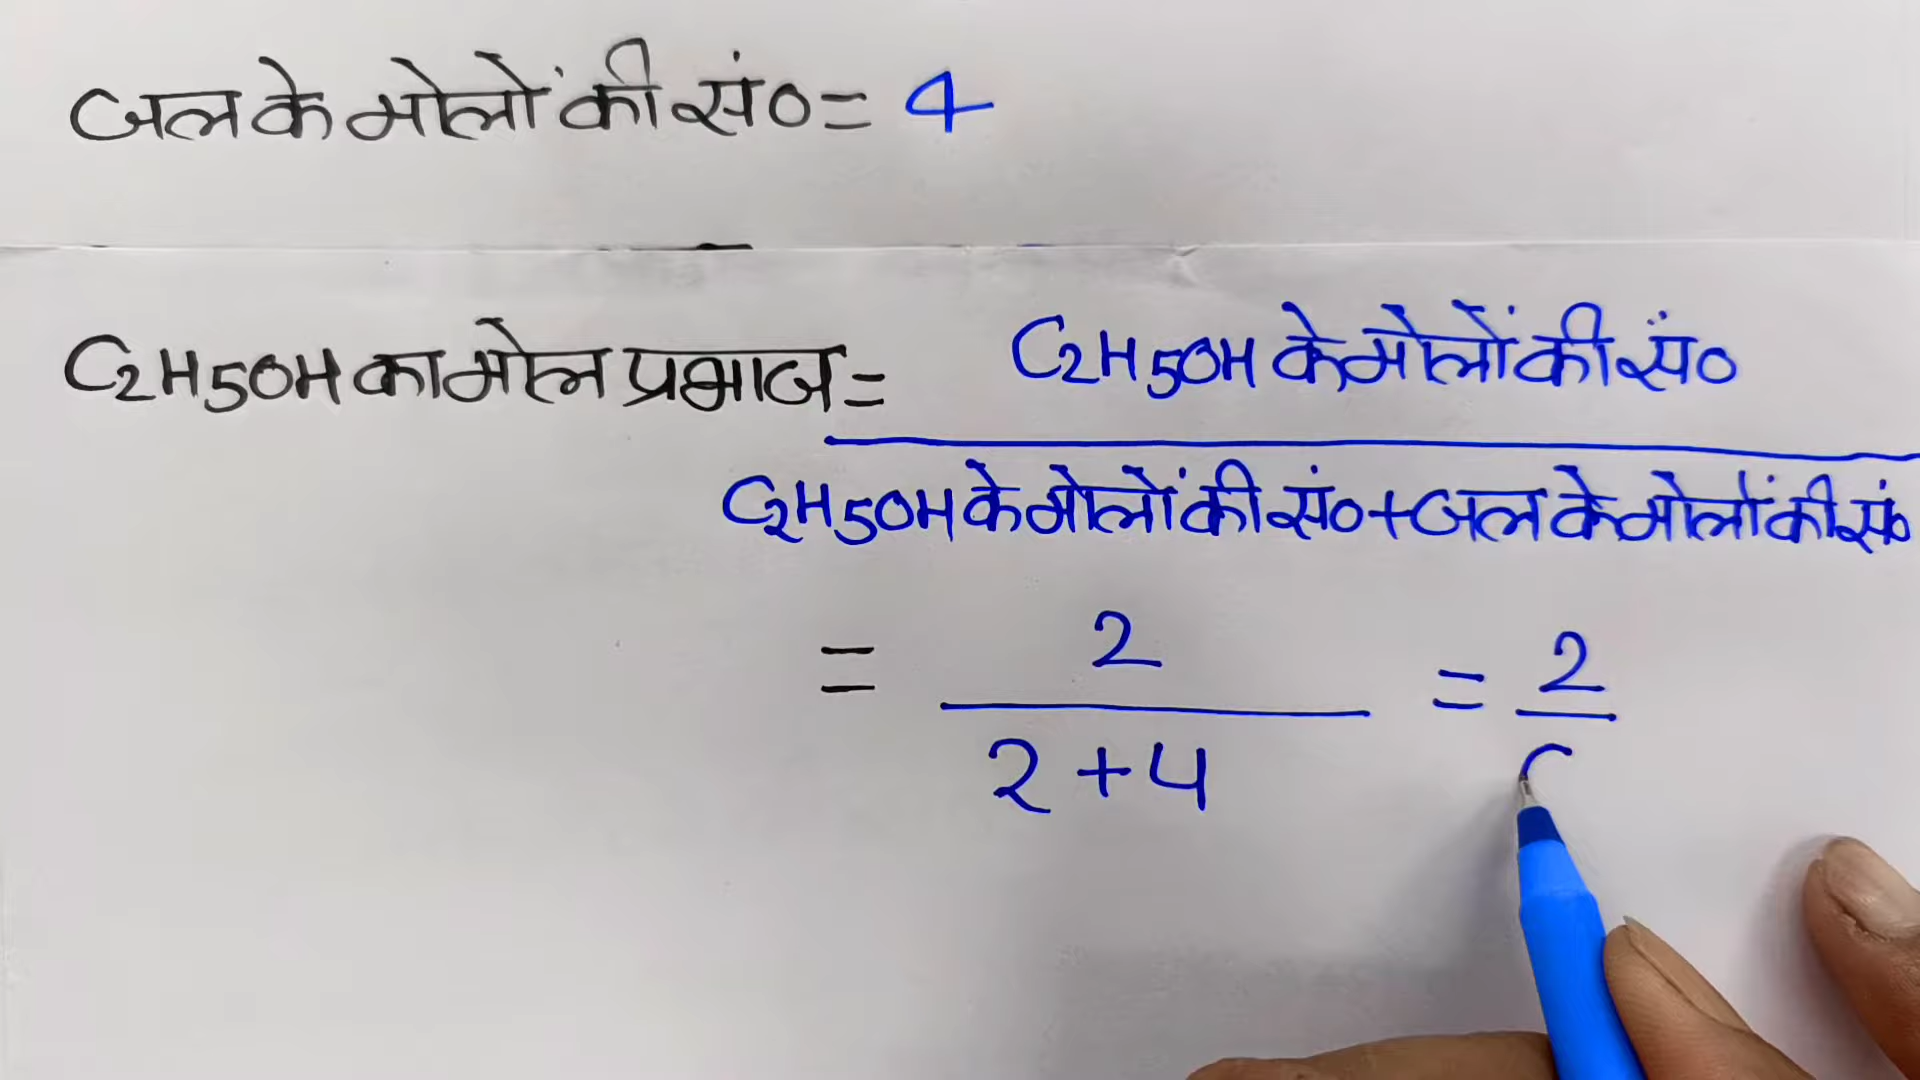 जल के मोलों की सं० = 4
C2H5OH का मोल प्रभाज =
C2H5OH के मोलों की सं०
C2H5OH के मोलों की सं० + जल के मोलों की सं०
= 2 = 2
2 + 4